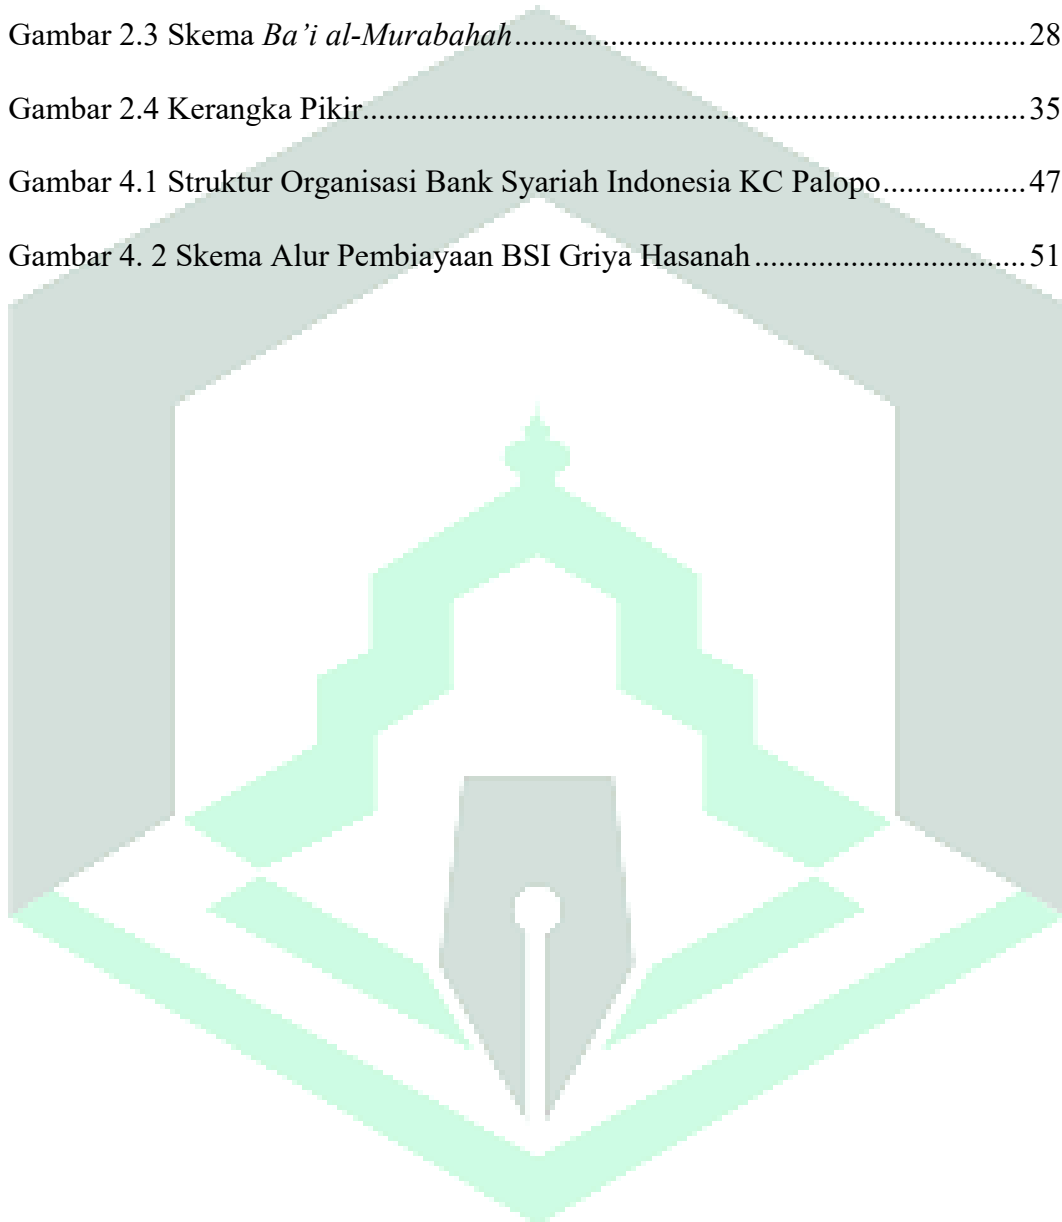 Gambar 2.3 Skema Ba’i al-Murabahah.............................................................28
Gambar 2.4 Kerangka Pikir...............................................................................35
Gambar 4.1 Struktur Organisasi Bank Syariah Indonesia KC Palopo.................47
Gambar 4. 2 Skema Alur Pembiayaan BSI Griya Hasanah................................51